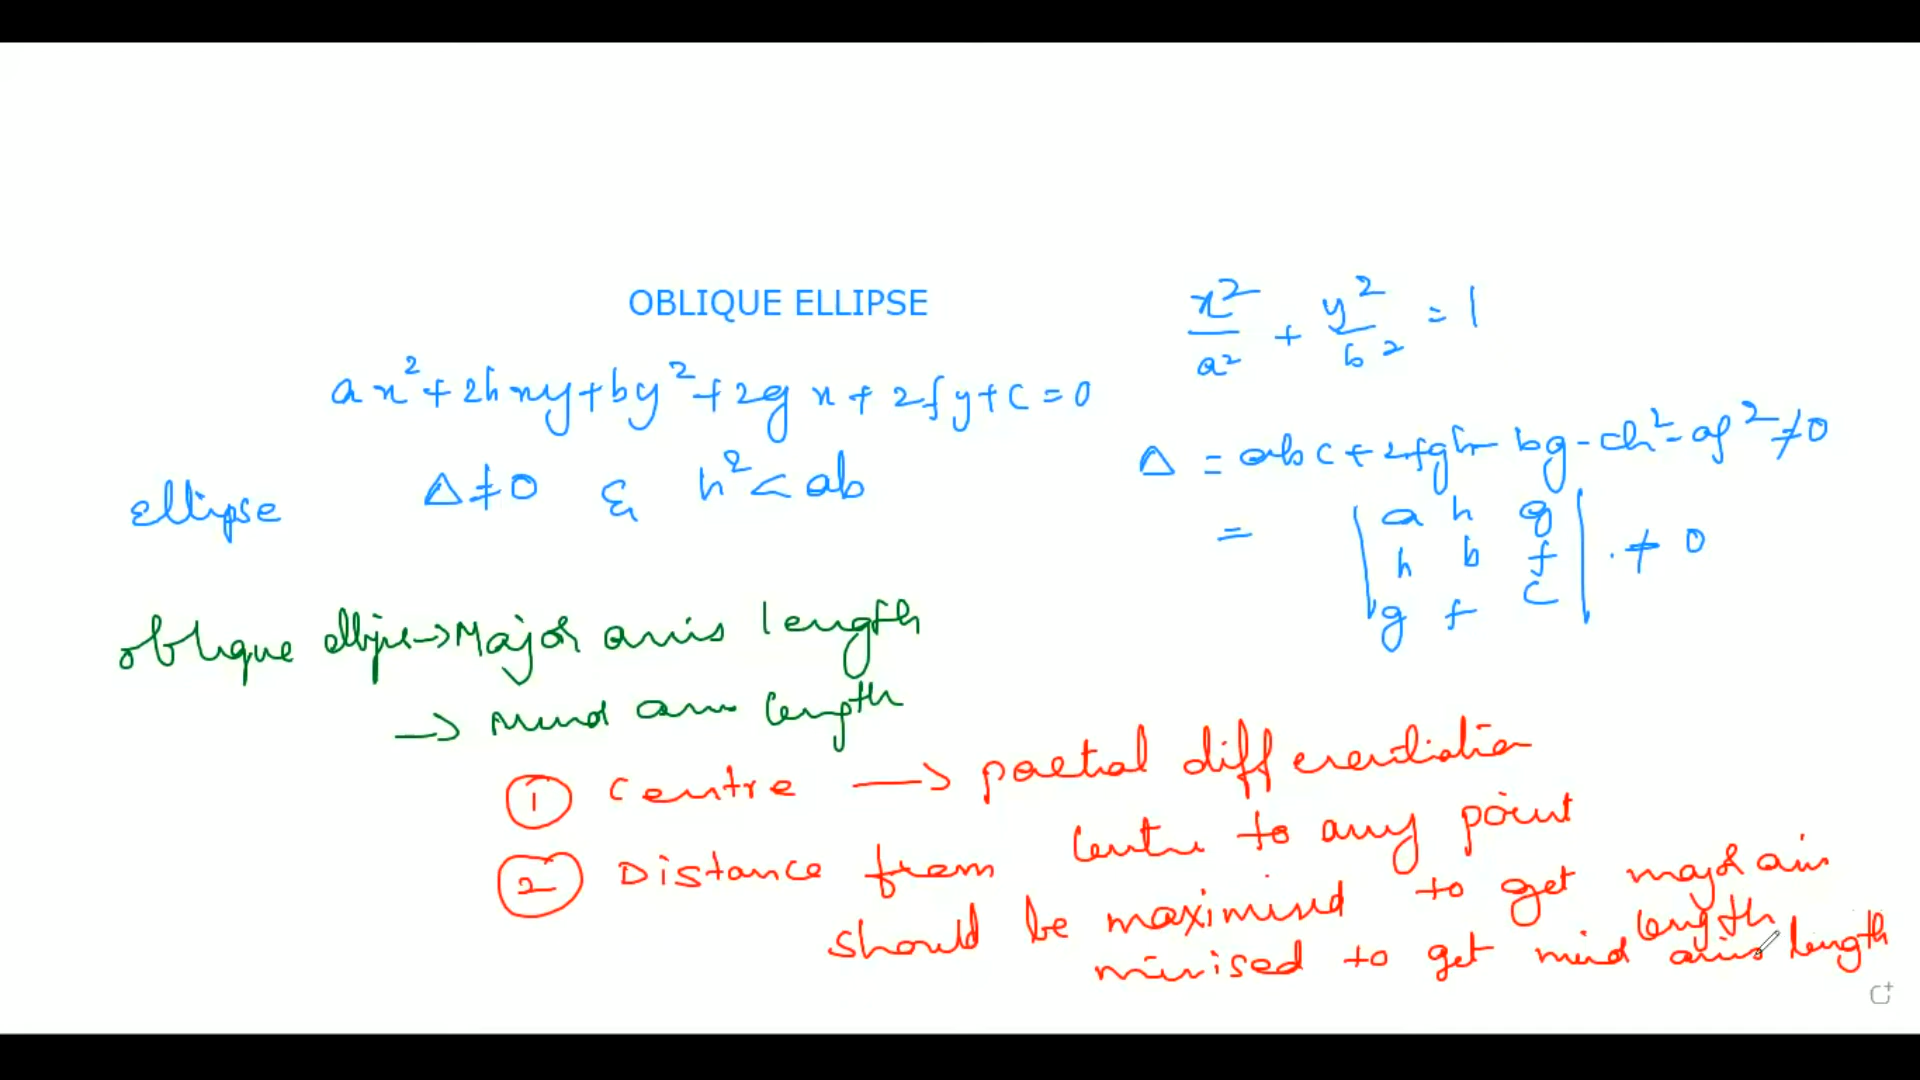 OBLIQUE ELLIPSE
x²/a² + y²/b² = 1
ax² + 2hxy + by² + 2gx + 2fy + c = 0
Δ = abc + 2fgh - bg - ch² - af² ≠ 0
ellipse Δ ≠ 0 & h² < ab
= | a h g
h b f
g f c | ≠ 0
oblique ellipse → Major axis length
→ Minor axis length
① Centre → partial differentiation
② Distance from centre to any point
should be maximised to get major axis
length
minised to get minor axis length